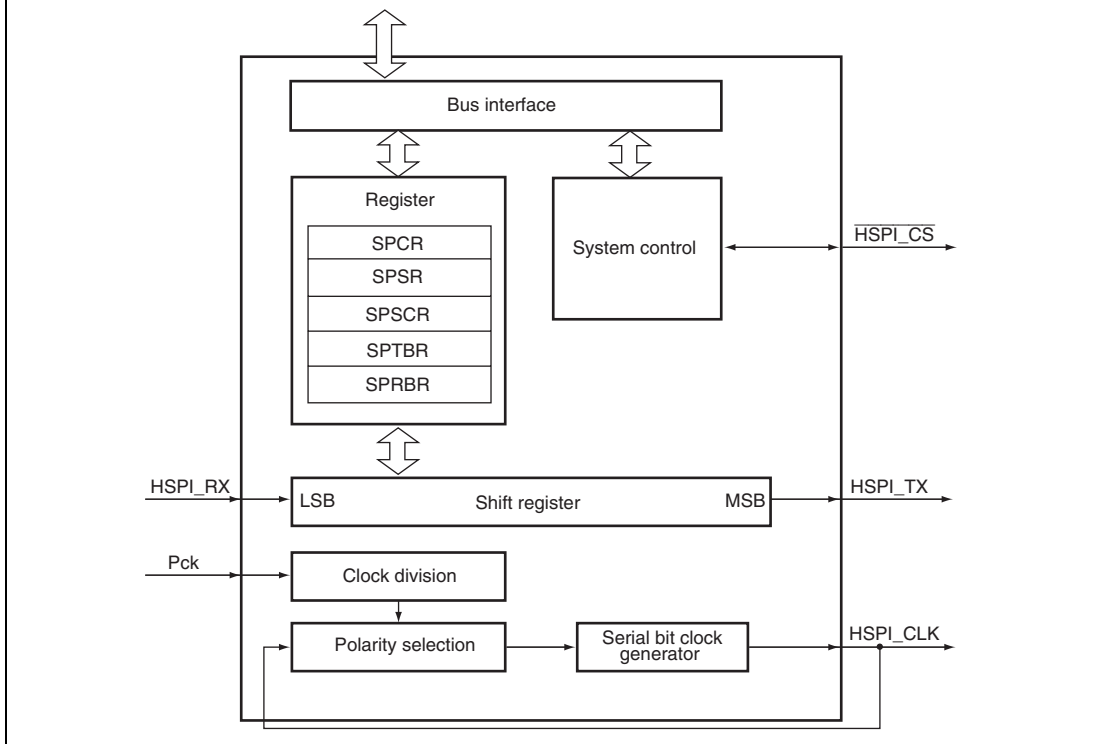 Bus interface
Register
SPCR
SPSR
SPSCR
SPTBR
SPRBR
System control
HSPI_CS
HSPI_RX
LSB
Shift register
MSB
HSPI_TX
Pck
Clock division
Polarity selection
Serial bit clock
generator
HSPI_CLK